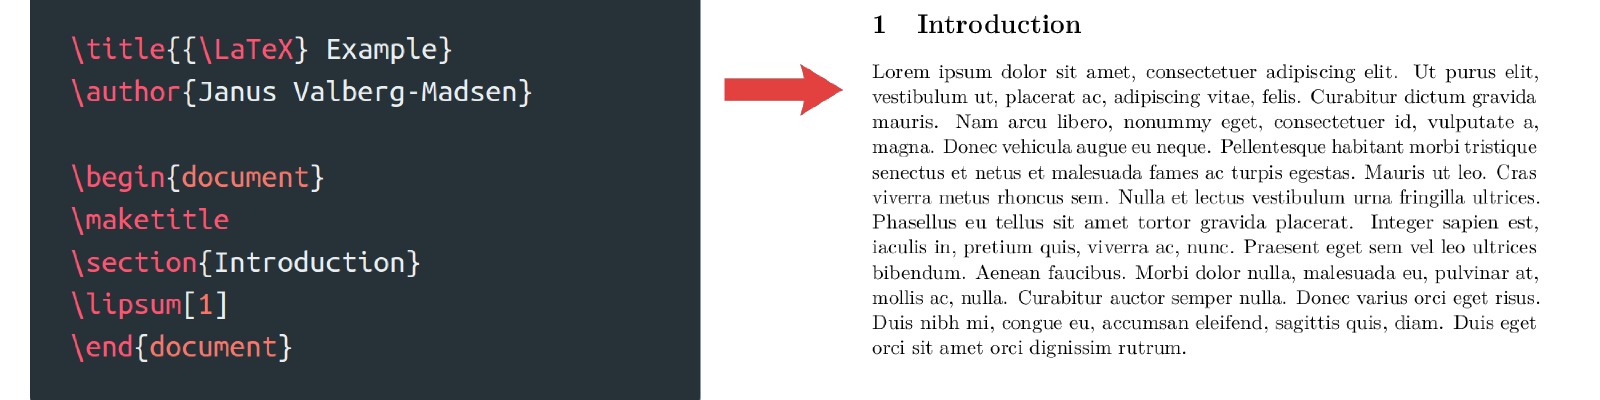 \title{{\LaTeX} Example}
\author{Janus Valberg-Madsen}
\begin{document}
\maketitle
\section{Introduction}
\lipsum[1]
\end{document}
1 Introduction
Lorem ipsum dolor sit amet, consectetuer adipiscing elit. Ut purus elit,
vestibulum ut, placerat ac, adipiscing vitae, felis. Curabitur dictum gravida
mauris. Nam arcu libero, nonummy eget, consectetuer id, vulputate a,
magna. Donec vehicula augue eu neque. Pellentesque habitant morbi tristique
senectus et netus et malesuada fames ac turpis egestas. Mauris ut leo. Cras
viverra metus rhoncus sem. Nulla et lectus vestibulum urna fringilla ultrices.
Phasellus eu tellus sit amet tortor gravida placerat. Integer sapien est,
iaculis in, pretium quis, viverra ac, nunc. Praesent eget sem vel leo ultrices
bibendum. Aenean faucibus. Morbi dolor nulla, malesuada eu, pulvinar at,
mollis ac, nulla. Curabitur auctor semper nulla. Donec varius orci eget risus.
Duis nibh mi, congue eu, accumsan eleifend, sagittis quis, diam. Duis eget
orci sit amet orci dignissim rutrum.